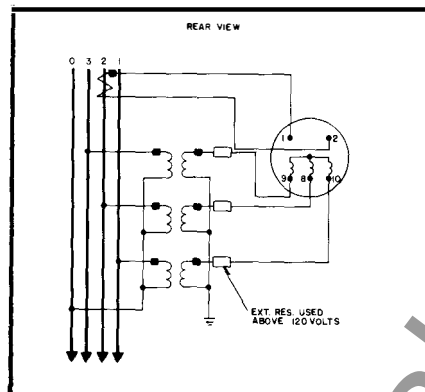 REAR VIEW
0 3 2 1
1 2
9 8 10
EXT. RES. USED
ABOVE 120 VOLTS